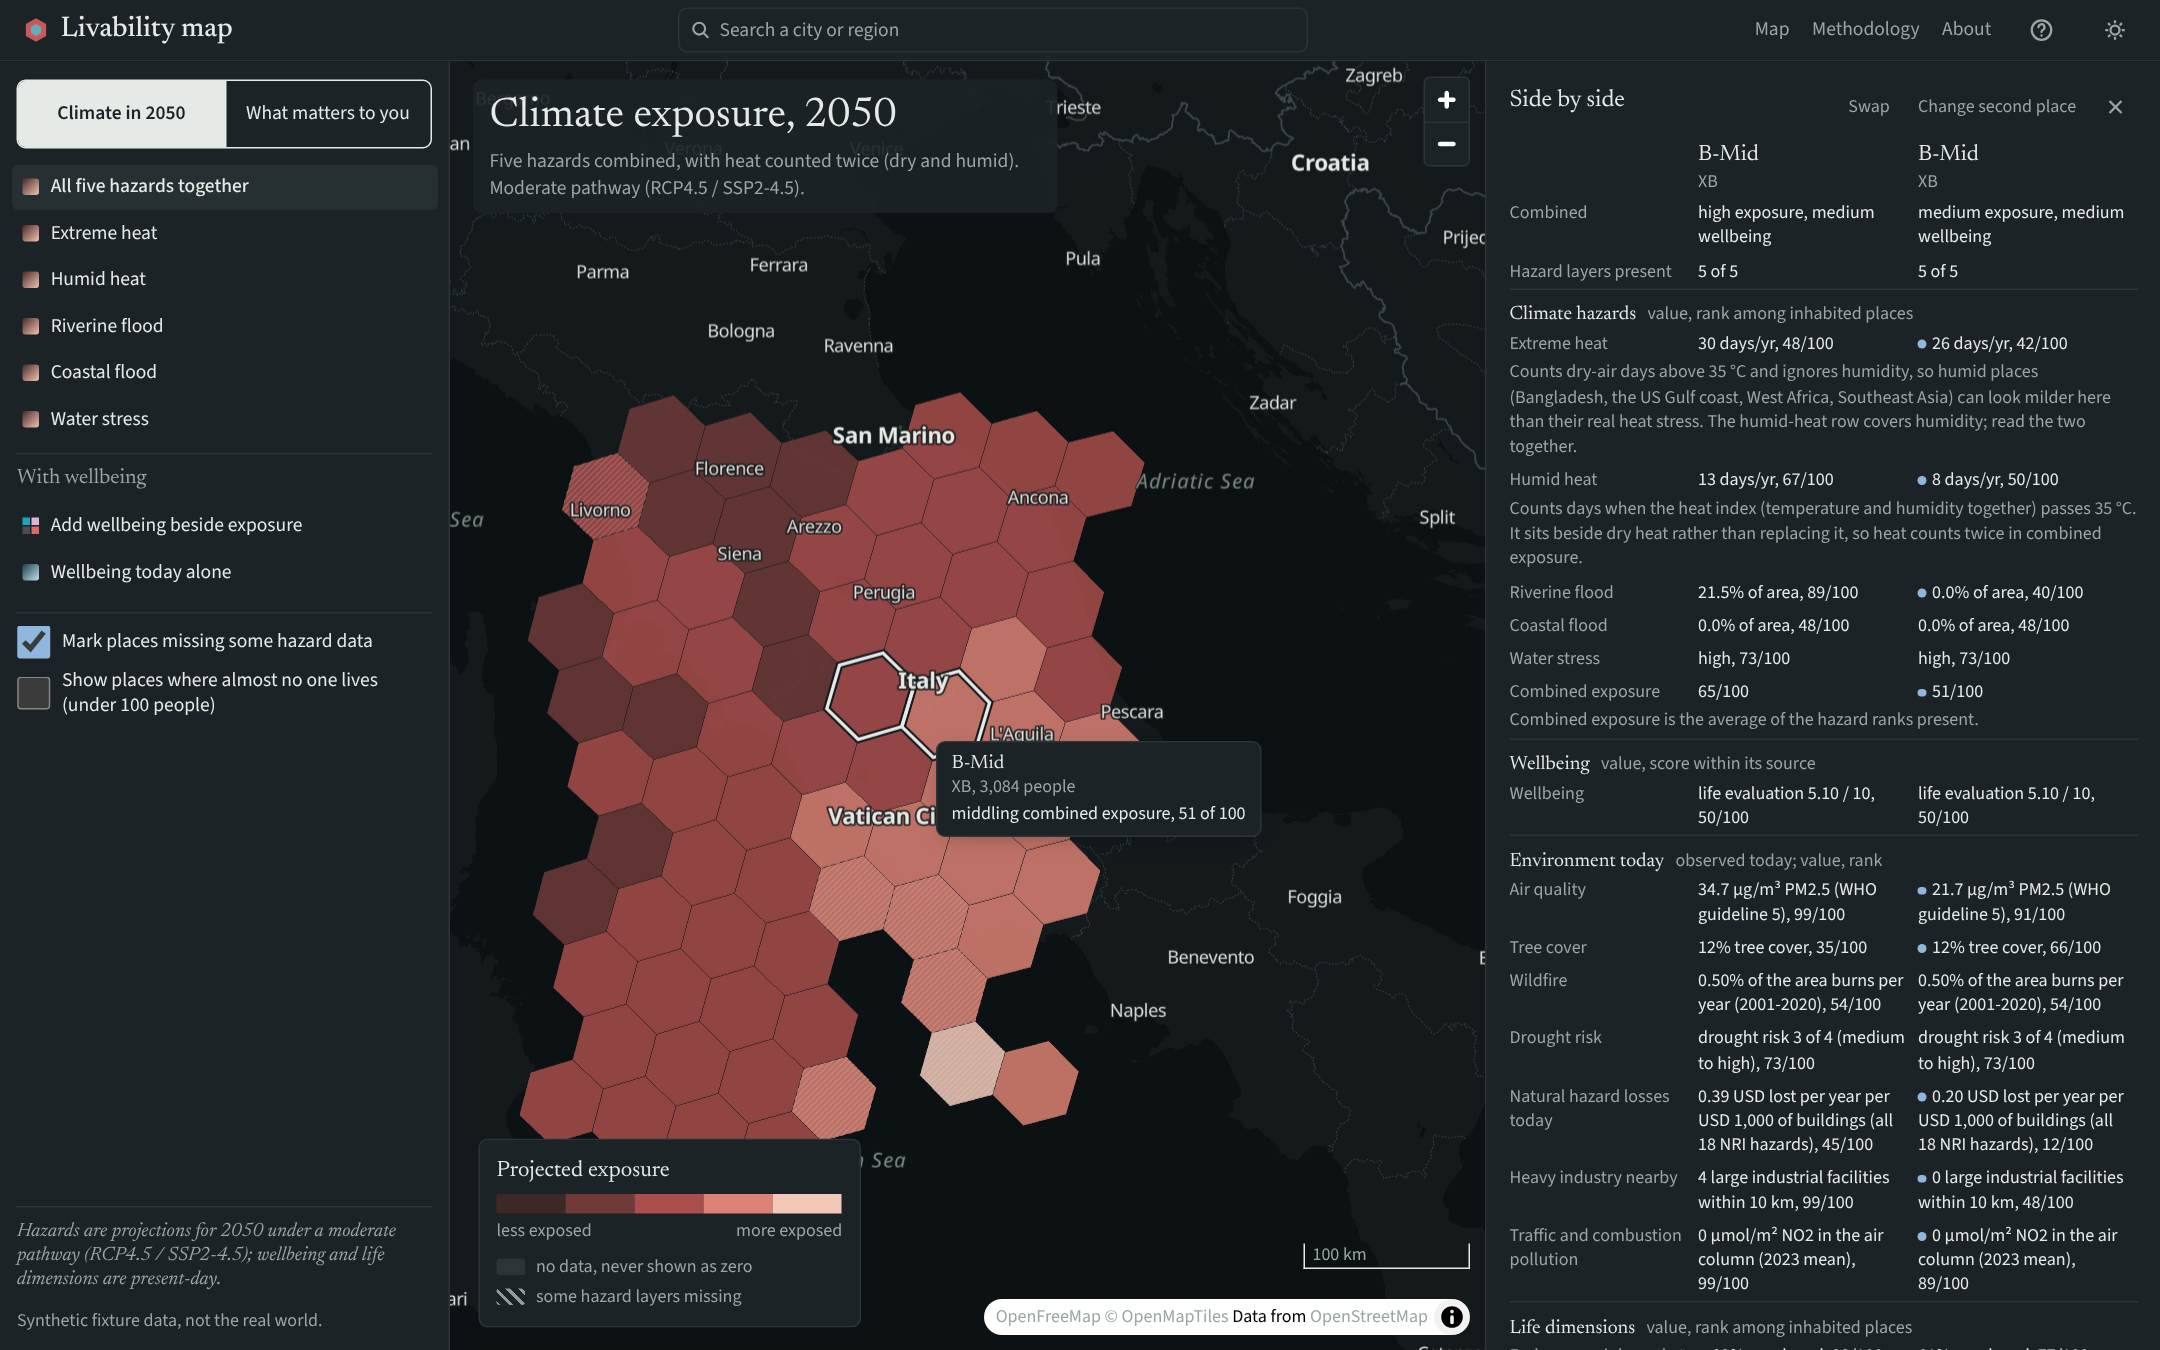 Livability map
Search a city or region
Map
Methodology
About
Climate in 2050
What matters to you
All five hazards together
Extreme heat
Humid heat
Riverine flood
Coastal flood
Water stress
With wellbeing
Add wellbeing beside exposure
Wellbeing today alone
Mark places missing some hazard data
Show places where almost no one lives
(under 100 people)
Hazards are projections for 2050 under a moderate
pathway (RCP4.5 / SSP2-4.5); wellbeing and life
dimensions are present-day.
Synthetic fixture data, not the real world.
Climate exposure, 2050
Five hazards combined, with heat counted twice (dry and humid).
Moderate pathway (RCP4.5 / SSP2-4.5).
Verona
Venice
Zagreb
Croatia
Parma
Ferrara
Pula
Bologna
Ravenna
Zadar
San Marino
Florence
Adriatic Sea
Ancona
Livorno
Arezzo
Sea
Split
Siena
Perugia
Italy
Pescara
L'Aquila
B-Mid
XB, 3,084 people
middling combined exposure, 51 of 100
Foggia
Benevento
Naples
Sea
Projected exposure
less exposed
more exposed
no data, never shown as zero
some hazard layers missing
100 km
OpenFreeMap © OpenMapTiles Data from OpenStreetMap
Side by side
Swap
Change second place
B-Mid
B-Mid
XB
XB
Combined
high exposure, medium
wellbeing
medium exposure, medium
wellbeing
Hazard layers present
5 of 5
5 of 5
Climate hazards value, rank among inhabited places
Extreme heat
30 days/yr, 48/100
26 days/yr, 42/100
Counts dry-air days above 35 °C and ignores humidity, so humid places
(Bangladesh, the US Gulf coast, West Africa, Southeast Asia) can look milder here
than their real heat stress. The humid-heat row covers humidity; read the two
together.
Humid heat
13 days/yr, 67/100
8 days/yr, 50/100
Counts days when the heat index (temperature and humidity together) passes 35 °C.
It sits beside dry heat rather than replacing it, so heat counts twice in combined
exposure.
Riverine flood
21.5% of area, 89/100
0.0% of area, 40/100
Coastal flood
0.0% of area, 48/100
0.0% of area, 48/100
Water stress
high, 73/100
high, 73/100
Combined exposure
65/100
51/100
Combined exposure is the average of the hazard ranks present.
Wellbeing value, score within its source
Wellbeing
life evaluation 5.10 / 10,
50/100
life evaluation 5.10 / 10,
50/100
Environment today observed today; value, rank
Air quality
34.7 µg/m³ PM2.5 (WHO
guideline 5), 99/100
21.7 µg/m³ PM2.5 (WHO
guideline 5), 91/100
Tree cover
12% tree cover, 35/100
12% tree cover, 66/100
Wildfire
0.50% of the area burns per
year (2001-2020), 54/100
0.50% of the area burns per
year (2001-2020), 54/100
Drought risk
drought risk 3 of 4 (medium
to high), 73/100
drought risk 3 of 4 (medium
to high), 73/100
Natural hazard losses
today
0.39 USD lost per year per
USD 1,000 of buildings (all
18 NRI hazards), 45/100
0.20 USD lost per year per
USD 1,000 of buildings (all
18 NRI hazards), 12/100
Heavy industry nearby
4 large industrial facilities
within 10 km, 99/100
0 large industrial facilities
within 10 km, 48/100
Traffic and combustion
pollution
0 µmol/m² NO2 in the air
column (2023 mean),
99/100
0 µmol/m² NO2 in the air
column (2023 mean),
89/100
Life dimensions value, rank among inhabited places